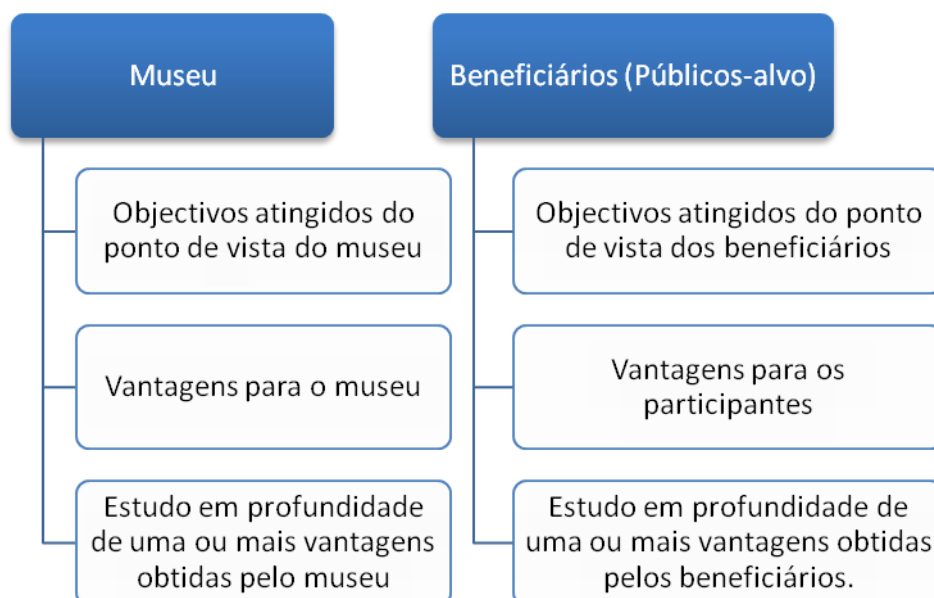 Museu
Objectivos atingidos do
ponto de vista do museu
Vantagens para o museu
Estudo em profundidade
de uma ou mais vantagens
obtidas pelo museu
Beneficiários (Públicos-alvo)
Objectivos atingidos do ponto
de vista dos beneficiários
Vantagens para os
participantes
Estudo em profundidade de
uma ou mais vantagens obtidas
pelos beneficiários.